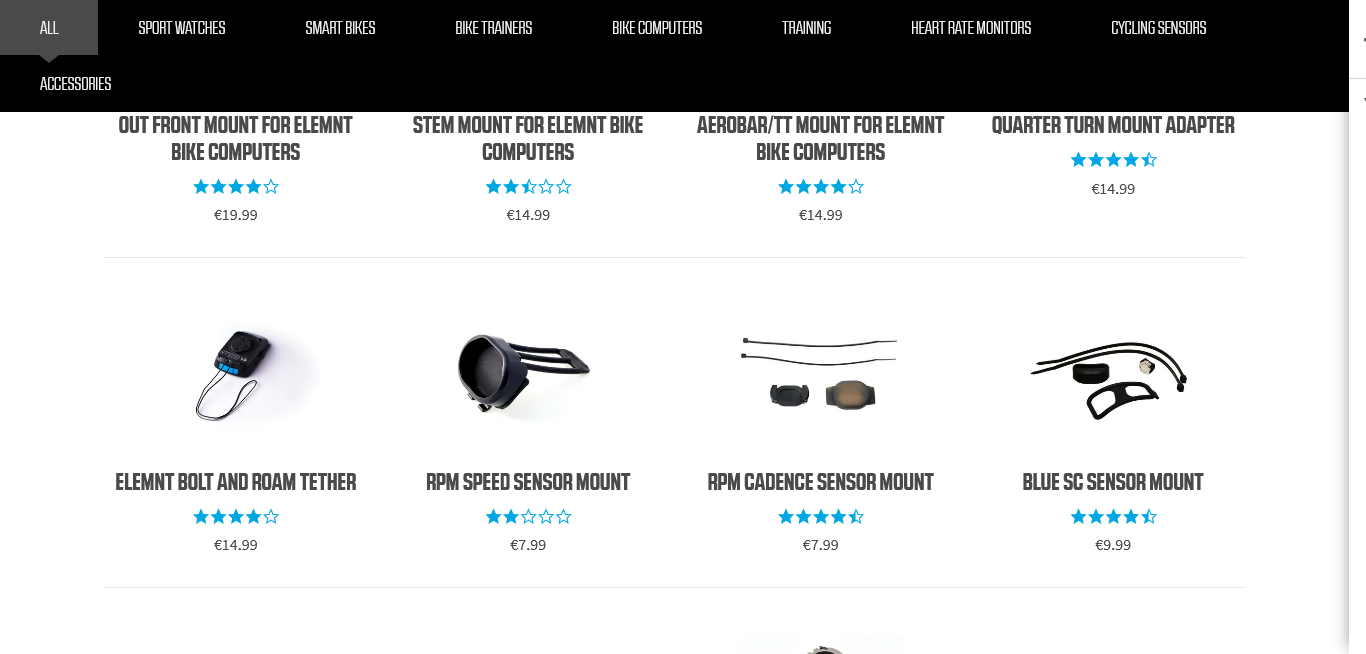 ALL
SPORT WATCHES
SMART BIKES
BIKE TRAINERS
BIKE COMPUTERS
TRAINING
HEART RATE MONITORS
CYCLING SENSORS
ACCESSORIES
OUT FRONT MOUNT FOR ELEMNT
BIKE COMPUTERS
€19.99
STEM MOUNT FOR ELEMNT BIKE
COMPUTERS
€14.99
AEROBAR/TT MOUNT FOR ELEMNT
BIKE COMPUTERS
€14.99
QUARTER TURN MOUNT ADAPTER
€14.99
ELEMNT BOLT AND ROAM TETHER
€14.99
RPM SPEED SENSOR MOUNT
€7.99
RPM CADENCE SENSOR MOUNT
€7.99
BLUE SC SENSOR MOUNT
€9.99